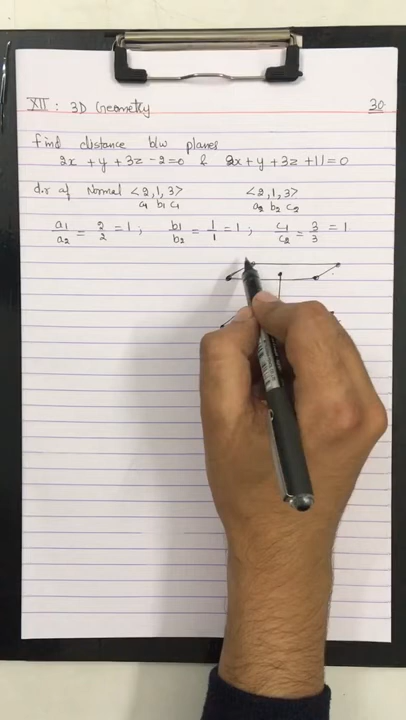 XII : 3D Geometry 30
find distance b/w planes
2x + y + 3z - 2 = 0 & 2x + y + 3z + 11 = 0
d.r of Normal <2, 1, 3> <2, 1, 3>
a₁ b₁ c₁ a₂ b₂ c₂
a₁/a₂ = 2/2 = 1 ; b₁/b₂ = 1/1 = 1 ; c₁/c₂ = 3/3 = 1